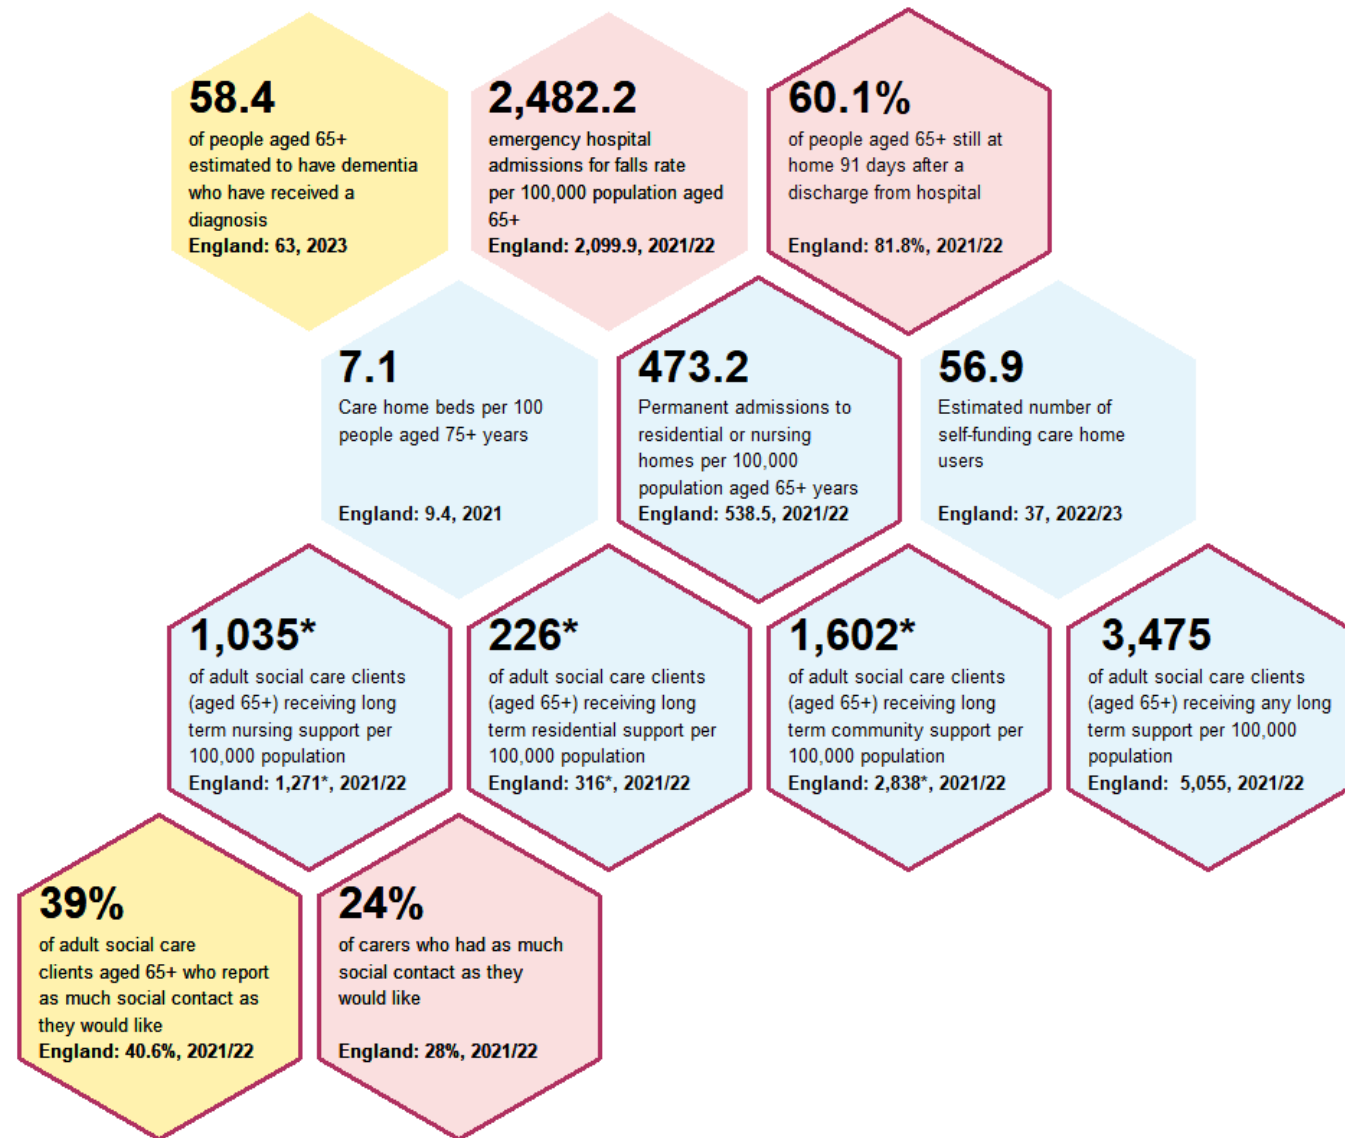 58.4
of people aged 65+
estimated to have dementia
who have received a
diagnosis
England: 63, 2023
2,482.2
emergency hospital
admissions for falls rate
per 100,000 population aged
65+
England: 2,099.9, 2021/22
60.1%
of people aged 65+ still at
home 91 days after a
discharge from hospital
England: 81.8%, 2021/22
7.1
Care home beds per 100
people aged 75+ years
England: 9.4, 2021
473.2
Permanent admissions to
residential or nursing
homes per 100,000
population aged 65+ years
England: 538.5, 2021/22
56.9
Estimated number of
self-funding care home
users
England: 37, 2022/23
1,035*
of adult social care clients
(aged 65+) receiving long
term nursing support per
100,000 population
England: 1,271*, 2021/22
226*
of adult social care clients
(aged 65+) receiving long
term residential support per
100,000 population
England: 316*, 2021/22
1,602*
of adult social care clients
(aged 65+) receiving long
term community support per
100,000 population
England: 2,838*, 2021/22
3,475
of adult social care clients
(aged 65+) receiving any long
term support per 100,000
population
England: 5,055, 2021/22
39%
of adult social care
clients aged 65+ who report
as much social contact as
they would like
England: 40.6%, 2021/22
24%
of carers who had as much
social contact as they
would like
England: 28%, 2021/22